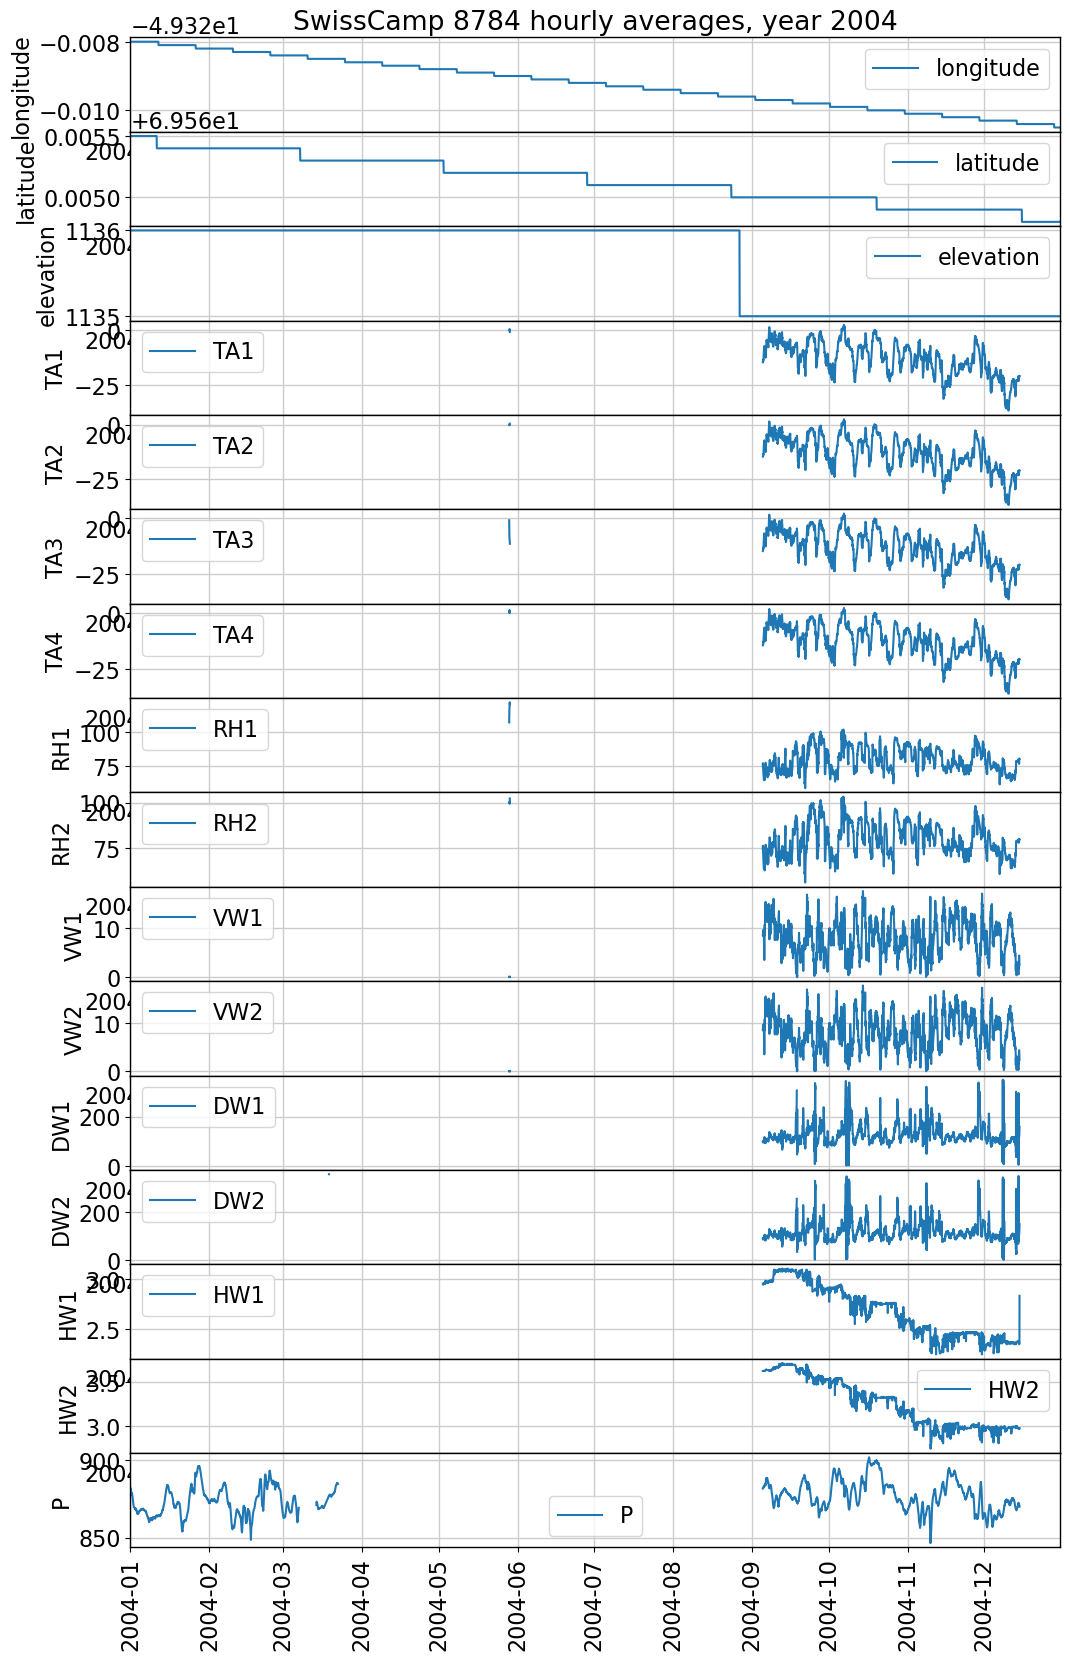 SwissCamp 8784 hourly averages, year 2004
−4.932e1
−0.008
−0.010
longitude
longitude
+6.956e1
0.0055
0.0050
latitude
latitude
1136
1135
elevation
elevation
0
−25
TA1
TA1
0
−25
TA2
TA2
0
−25
TA3
TA3
0
−25
TA4
TA4
100
75
RH1
RH1
100
75
RH2
RH2
10
0
VW1
VW1
10
0
VW2
VW2
200
0
DW1
DW1
200
0
DW2
DW2
3.0
2.5
HW1
HW1
3.5
3.0
HW2
HW2
900
850
P
P
2004-01
2004-02
2004-03
2004-04
2004-05
2004-06
2004-07
2004-08
2004-09
2004-10
2004-11
2004-12